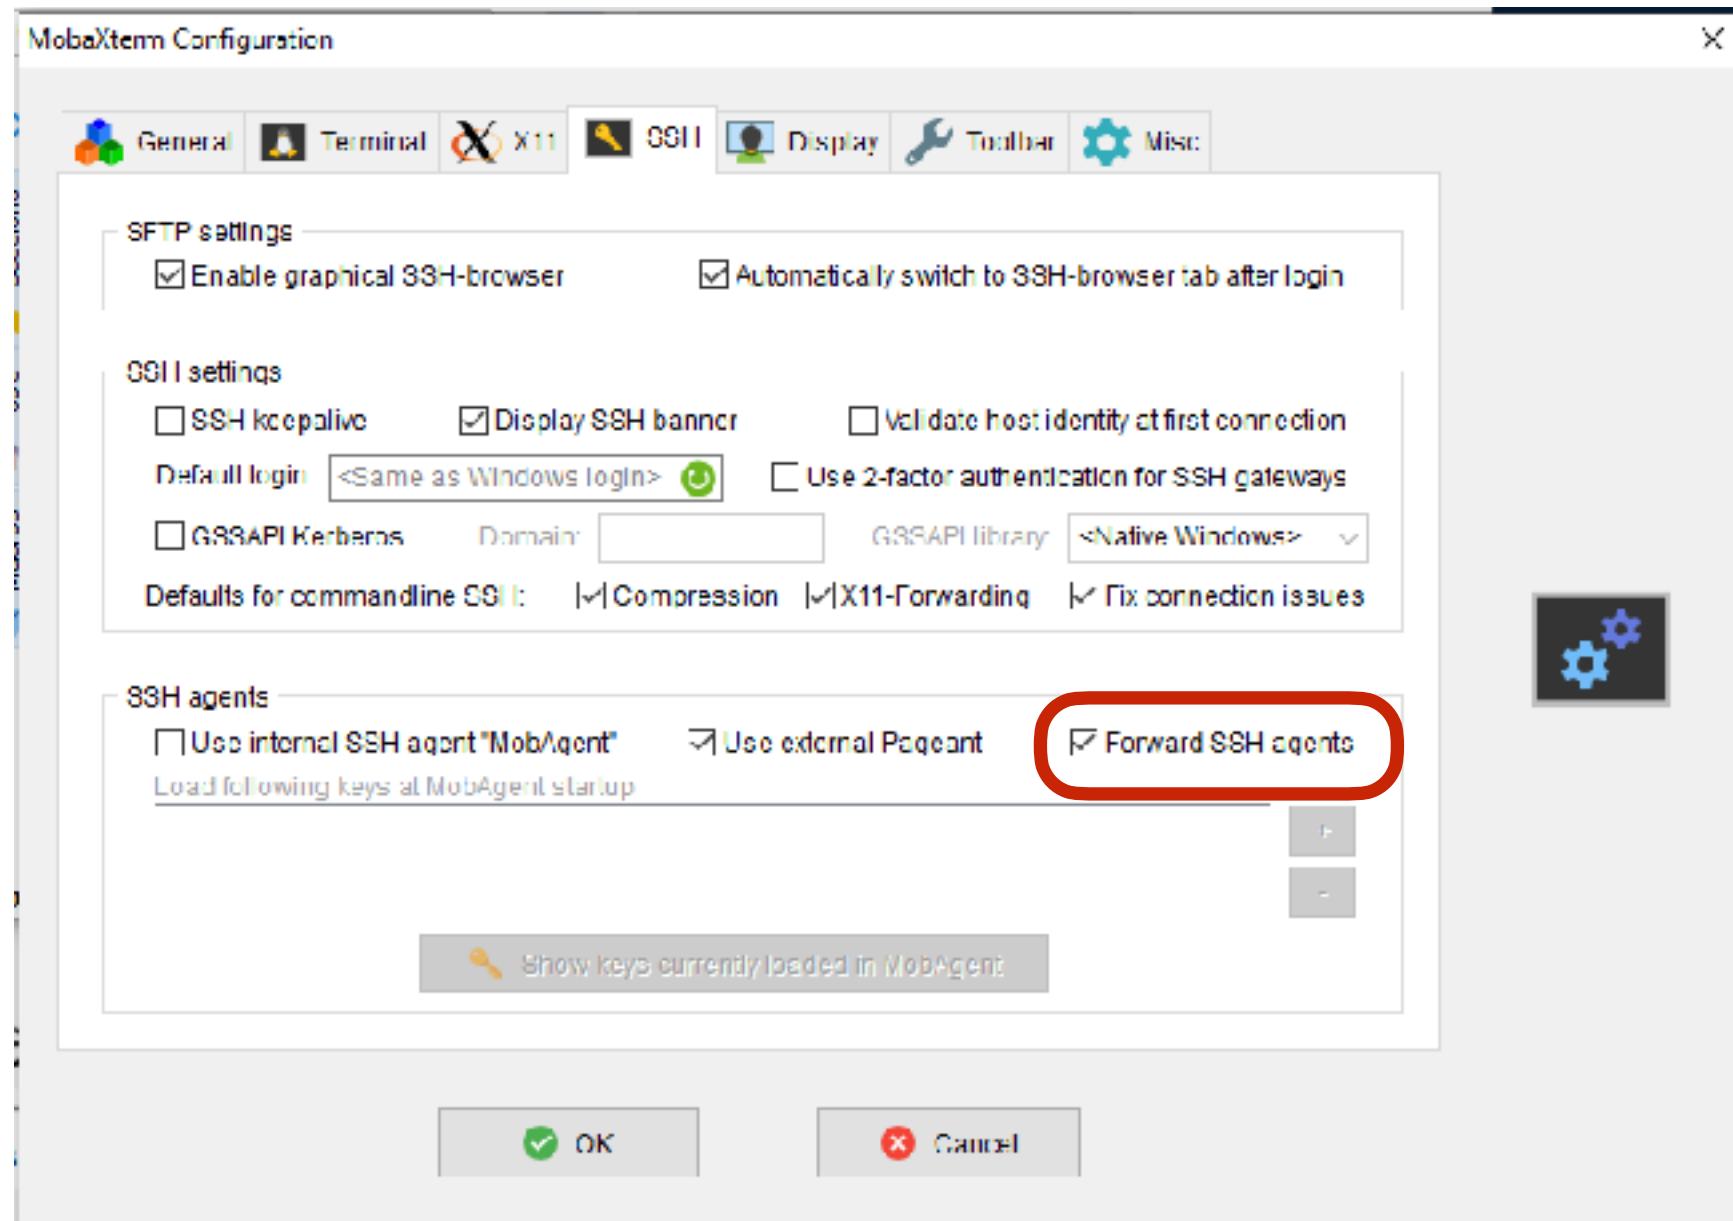 MobaXterm Configuration
General Terminal X11 SSH Display Toolbar Misc
SFTP settings
Enable graphical SSH-browser Automatically switch to SSH-browser tab after login
SSH settings
SSH keepalive Display SSH banner Validate host identity at first connection
Default login <Same as Windows login> Use 2-factor authentication for SSH gateways
GSSAPI Kerberos Domain: GSSAPI library <Native Windows>
Defaults for commandline SSH: Compression X11-Forwarding Fix connection issues
SSH agents
Use internal SSH agent "MobAgent" Use external Pageant Forward SSH agents
Load following keys at MobAgent startup
+
-
Show keys currently loaded in MobAgent
OK Cancel